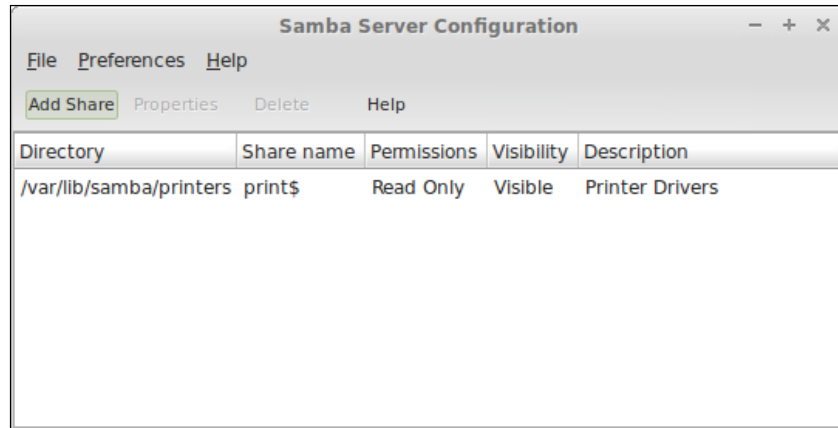 Samba Server Configuration
File Preferences Help
Add Share Properties Delete Help
Directory Share name Permissions Visibility Description
/var/lib/samba/printers print$ Read Only Visible Printer Drivers